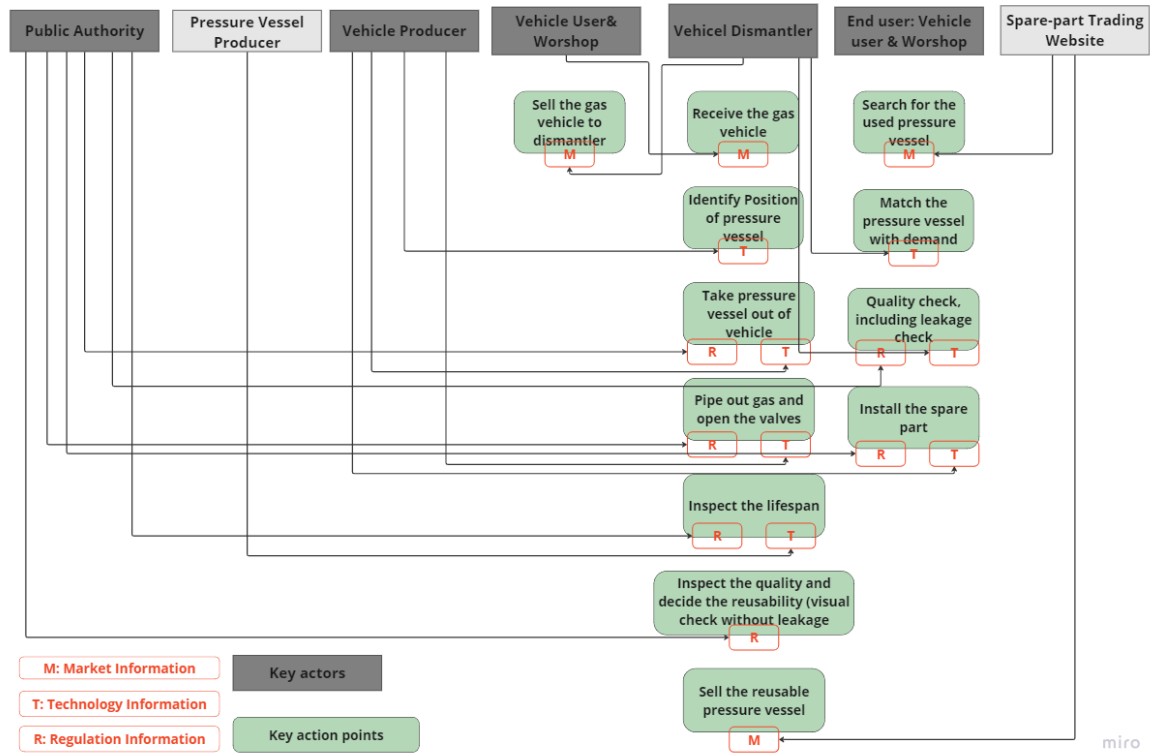 Public Authority
Pressure Vessel
Producer
Vehicle Producer
Vehicle User&
Worshop
Vehicel Dismantler
End user: Vehicle
user & Worshop
Spare-part Trading
Website
Sell the gas
vehicle to
dismantler
M
Receive the gas
vehicle
M
Search for the
used pressure
vessel
M
Identify Position
of pressure
vessel
T
Match the
pressure vessel
with demand
T
Take pressure
vessel out of
vehicle
R
T
Quality check,
including leakage
check
R
T
Pipe out gas and
open the valves
R
T
Install the spare
part
R
T
Inspect the lifespan
R
T
Inspect the quality and
decide the reusability (visual
check without leakage
R
Sell the reusable
pressure vessel
M
M: Market Information
T: Technology Information
R: Regulation Information
Key actors
Key action points
miro